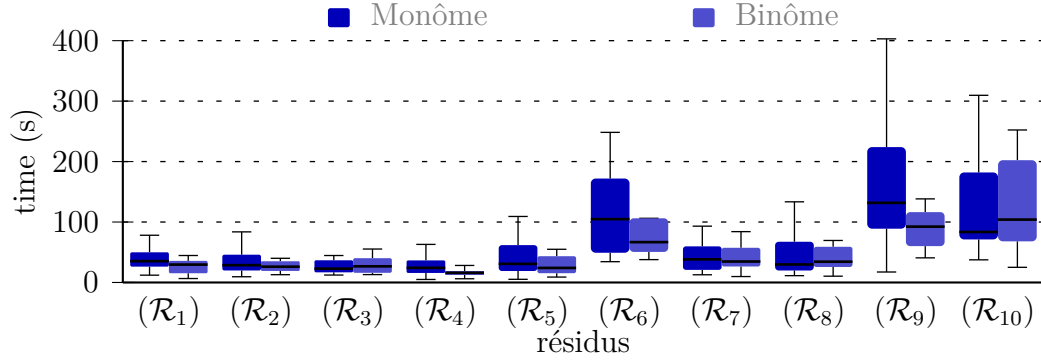 Monôme Binôme
400
300
200
100
0
time (s)
(ℛ₁) (ℛ₂) (ℛ₃) (ℛ₄) (ℛ₅) (ℛ₆) (ℛ₇) (ℛ₈) (ℛ₉) (ℛ₁₀)
résidus